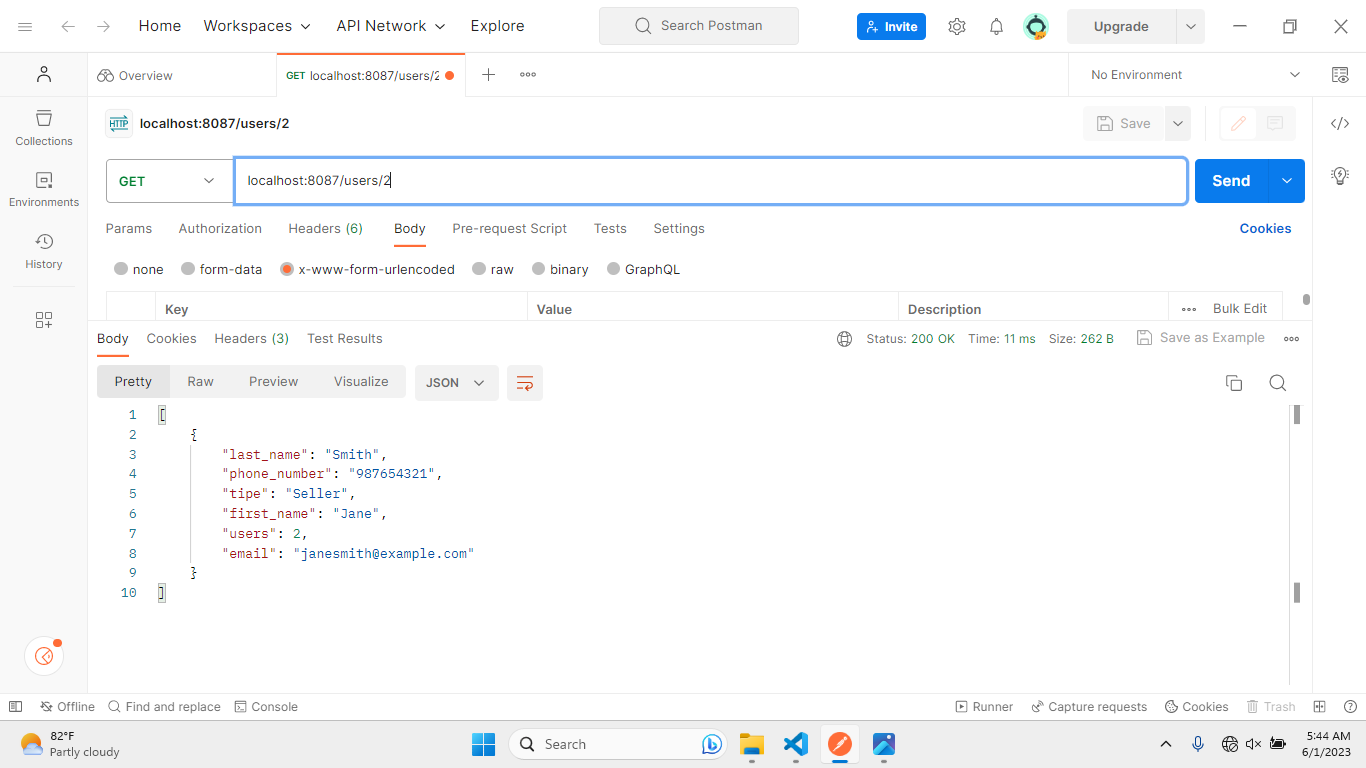 Home Workspaces API Network Explore Search Postman Invite Upgrade
Overview GET localhost:8087/users/2 No Environment
HTTP localhost:8087/users/2 Save
Collections
GET localhost:8087/users/2 Send
Environments
Params Authorization Headers (6) Body Pre-request Script Tests Settings Cookies
History
none form-data x-www-form-urlencoded raw binary GraphQL
Key Value Description Bulk Edit
Body Cookies Headers (3) Test Results Status: 200 OK Time: 11 ms Size: 262 B Save as Example
Pretty Raw Preview Visualize JSON
1 [
2 {
3 "last_name": "Smith",
4 "phone_number": "987654321",
5 "tipe": "Seller",
6 "first_name": "Jane",
7 "users": 2,
8 "email": "janesmith@example.com"
9 }
10 ]
Offline Find and replace Console Runner Capture requests Cookies Trash
82°F
Partly cloudy
Search
5:44 AM
6/1/2023